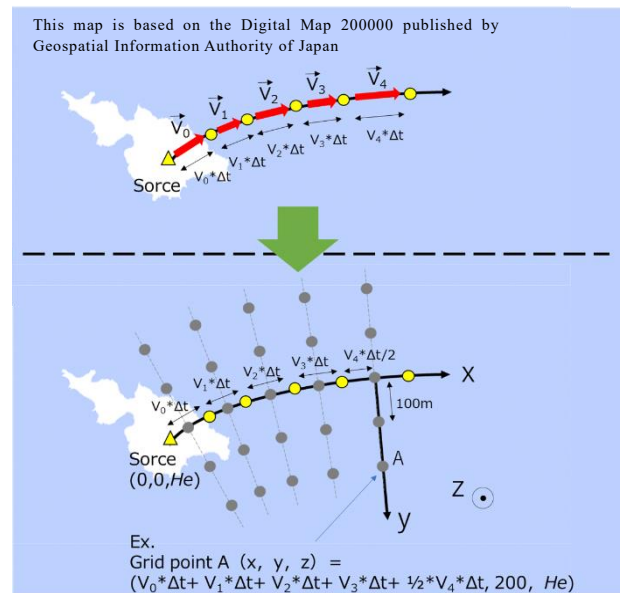 This map is based on the Digital Map 200000 published by
Geospatial Information Authority of Japan
V₀
V₁
V₂
V₃
V₄
V₀*Δt
V₁*Δt
V₂*Δt
V₃*Δt
V₄*Δt
Sorce
V₀*Δt
V₁*Δt
V₂*Δt
V₃*Δt
V₄*Δt/2
X
100m
A
Sorce
(0,0,He)
Z
y
Ex.
Grid point A (x, y, z) =
(V₀*Δt+ V₁*Δt+ V₂*Δt+ V₃*Δt+ ½*V₄*Δt, 200, He)